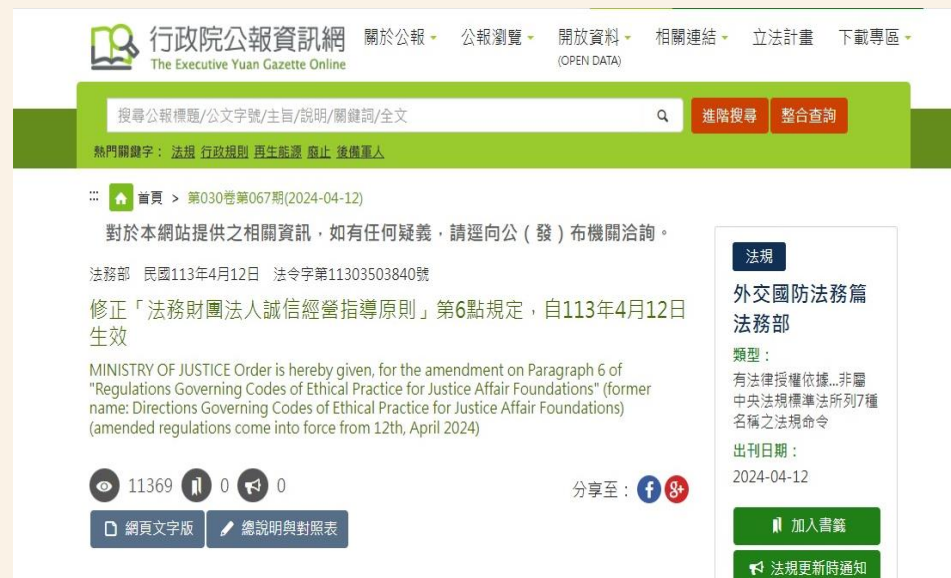 行政院公報資訊網
The Executive Yuan Gazette Online
關於公報
公報瀏覽
開放資料
(OPEN DATA)
相關連結
立法計畫
下載專區
搜尋公報標題/公文字號/主旨/說明/關鍵詞/全文
進階搜尋
整合查詢
熱門關鍵字： 法規 行政規則 再生能源 廢止 後備軍人
::: 首頁 > 第030卷第067期(2024-04-12)
對於本網站提供之相關資訊，如有任何疑義，請逕向公（發）布機關洽詢。
法務部 民國113年4月12日 法令字第11303503840號
修正「法務財團法人誠信經營指導原則」第6點規定，自113年4月12日
生效
MINISTRY OF JUSTICE Order is hereby given, for the amendment on Paragraph 6 of
"Regulations Governing Codes of Ethical Practice for Justice Affair Foundations" (former
name: Directions Governing Codes of Ethical Practice for Justice Affair Foundations)
(amended regulations come into force from 12th, April 2024)
11369 0 0
分享至： f 8+
網頁文字版
總說明與對照表
法規
外交國防法務篇
法務部
類型：
有法律授權依據...非屬
中央法規標準法所列7種
名稱之法規命令
出刊日期：
2024-04-12
加入書籤
法規更新時通知